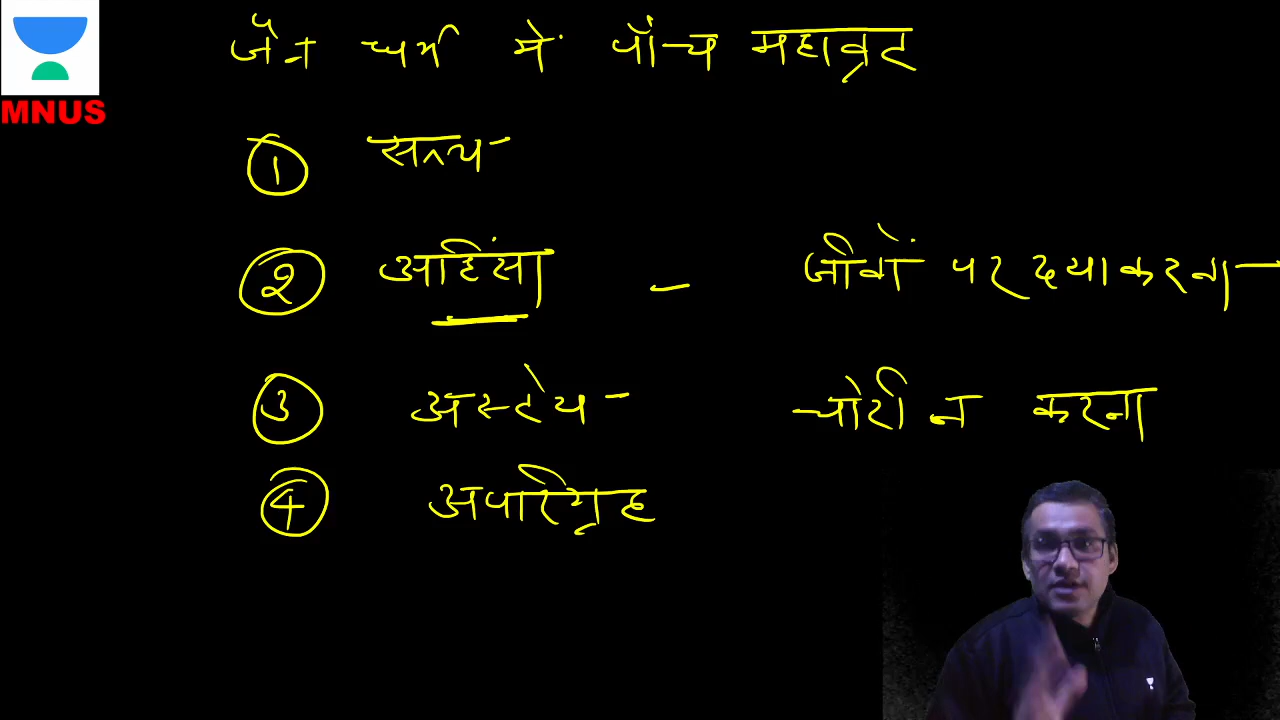 MNUS
जैन धर्म में पाँच महाव्रत
① सत्य -
② अहिंसा - जीवों पर दया करना -
③ अस्तेय - चोरी न करना
④ अपरिग्रह